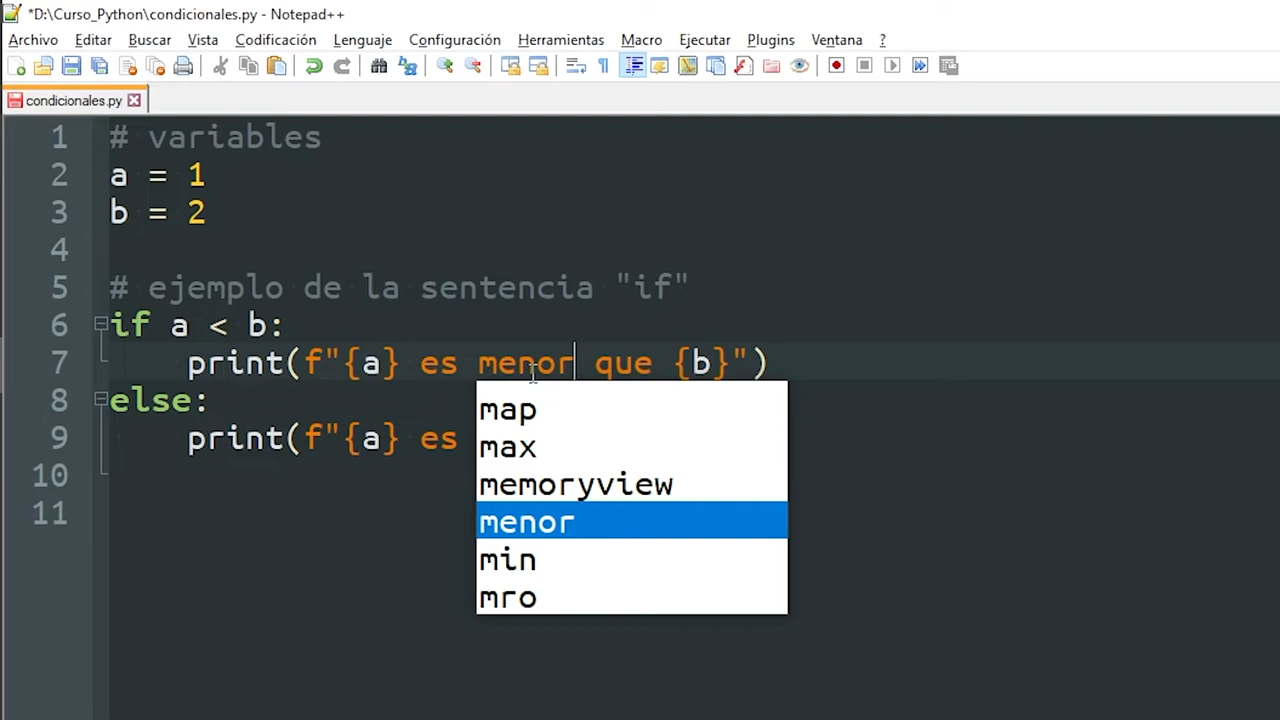 *D:\Curso_Python\condicionales.py - Notepad++
Archivo Editar Buscar Vista Codificación Lenguaje Configuración Herramientas Macro Ejecutar Plugins Ventana ?
condicionales.py
1 # variables
2 a = 1
3 b = 2
4
5 # ejemplo de la sentencia "if"
6 if a < b:
7 print(f"{a} es menor que {b}")
8 else:
9 print(f"{a} es
10
11
map
max
memoryview
menor
min
mro